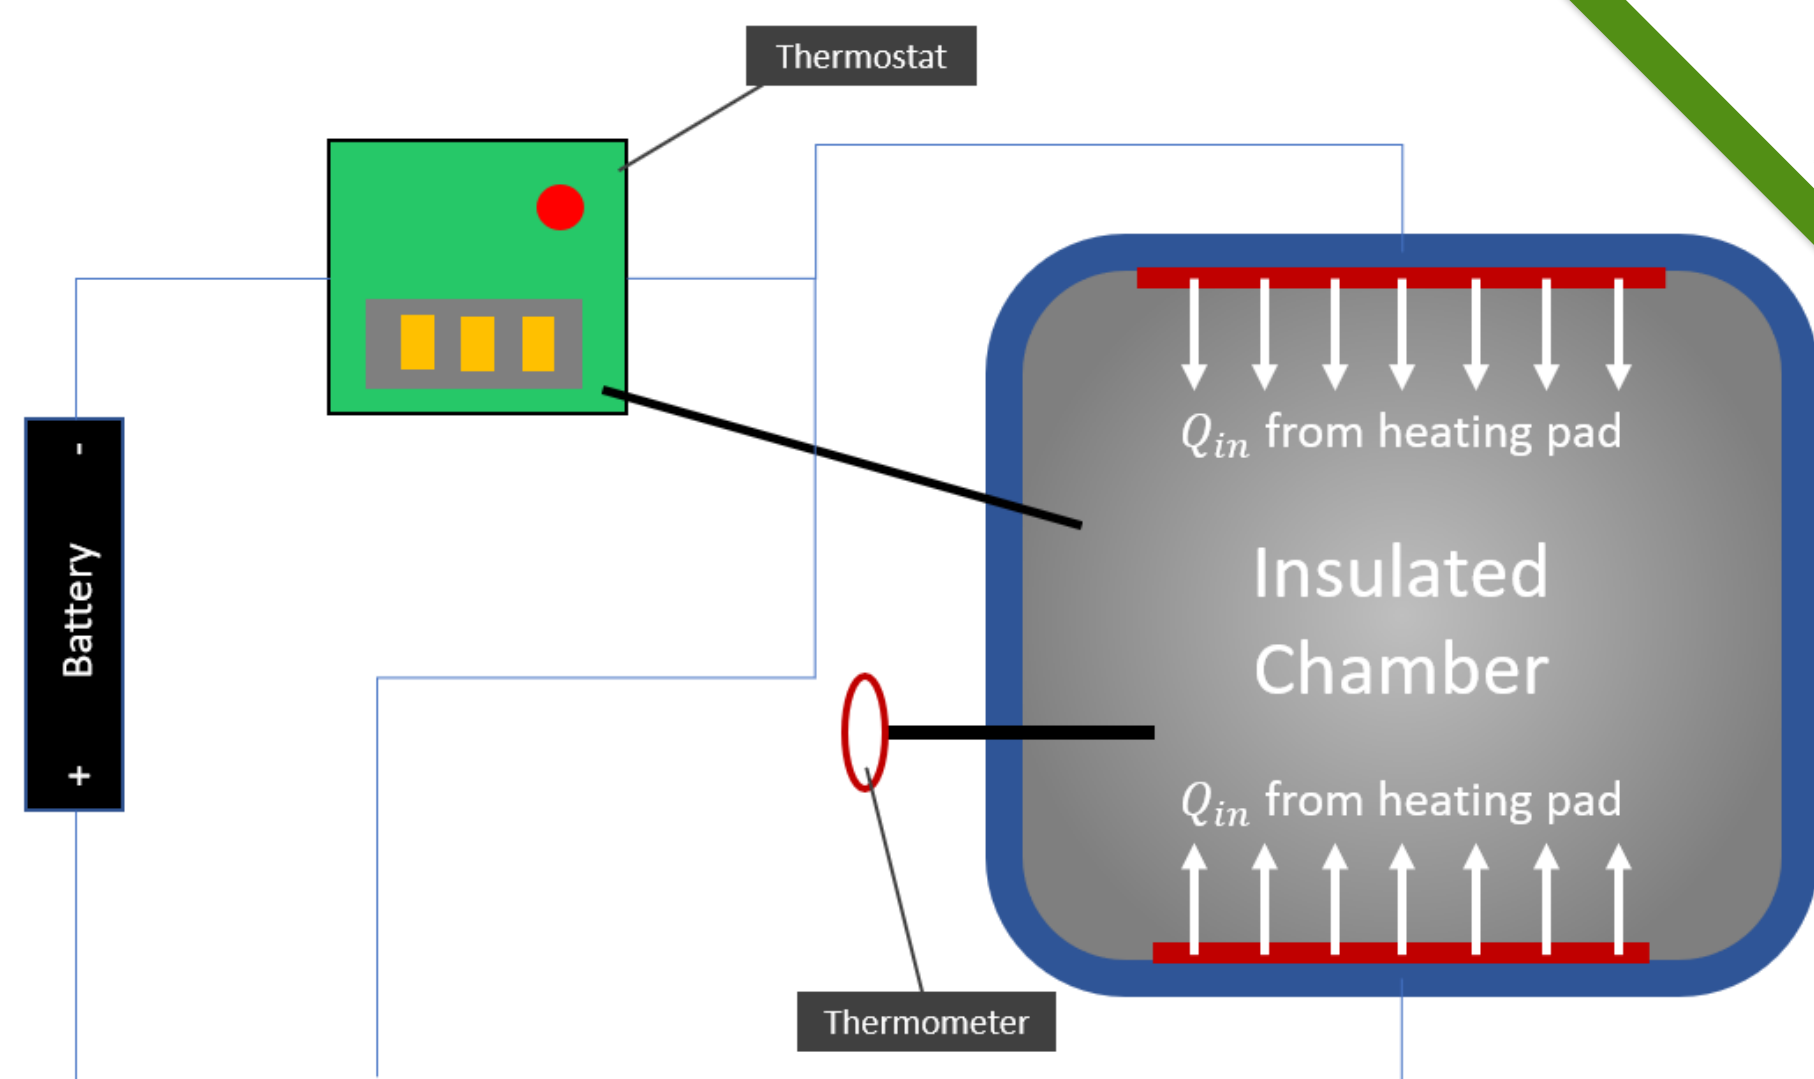 Thermostat
- Battery +
Q_in from heating pad
Insulated
Chamber
Q_in from heating pad
Thermometer